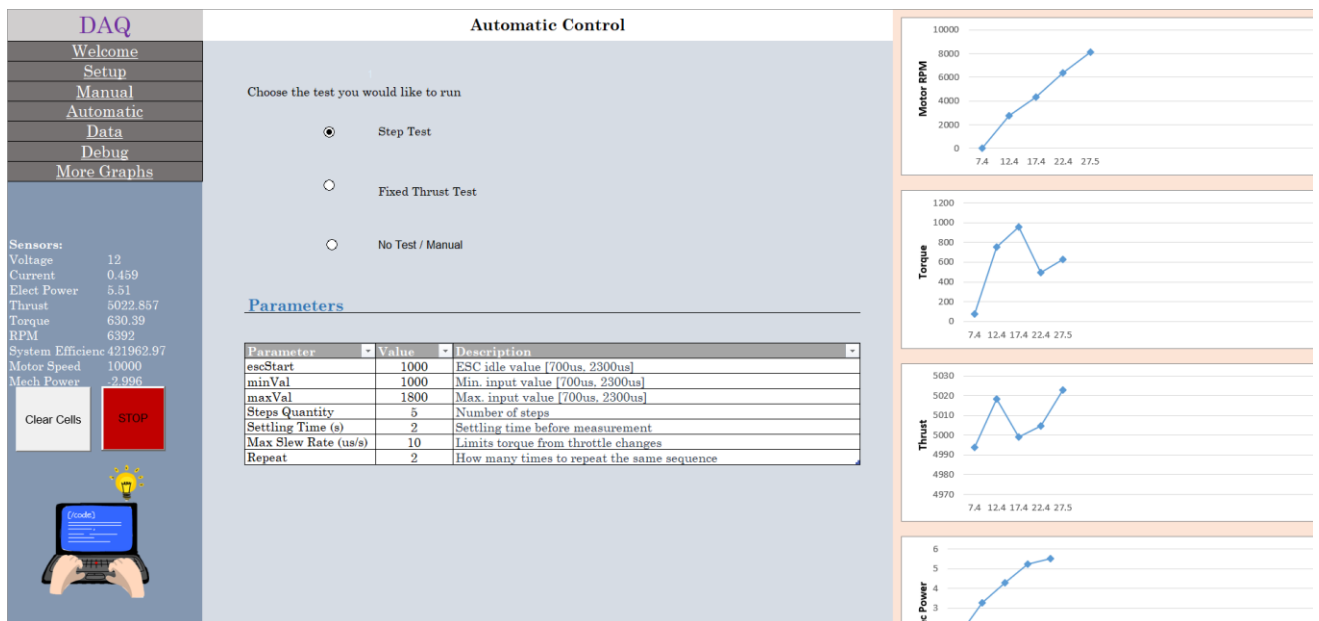 DAQ
Welcome
Setup
Manual
Automatic
Data
Debug
More Graphs
Sensors:
Voltage 12
Current 0.459
Elect Power 5.51
Thrust 5022.857
Torque 630.39
RPM 6392
System Efficienc 421962.97
Motor Speed 10000
Mech Power -2.996
Clear Cells
STOP
{/code}
Automatic Control
Choose the test you would like to run
Step Test
Fixed Thrust Test
No Test / Manual
Parameters
Parameter Value Description
escStart 1000 ESC idle value [700us, 2300us]
minVal 1000 Min. input value [700us, 2300us]
maxVal 1800 Max. input value [700us, 2300us]
Steps Quantity 5 Number of steps
Settling Time (s) 2 Settling time before measurement
Max Slew Rate (us/s) 10 Limits torque from throttle changes
Repeat 2 How many times to repeat the same sequence
Motor RPM
10000
8000
6000
4000
2000
0
7.4 12.4 17.4 22.4 27.5
Torque
1200
1000
800
600
400
200
0
7.4 12.4 17.4 22.4 27.5
Thrust
5030
5020
5010
5000
4990
4980
4970
7.4 12.4 17.4 22.4 27.5
c Power
6
5
4
3